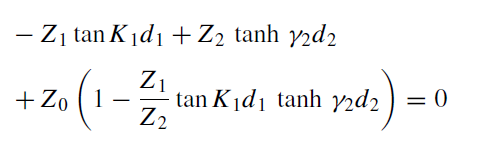 − Z₁ tan K₁d₁ + Z₂ tanh γ₂d₂
+ Z₀ ( 1 − Z₁/Z₂ tan K₁d₁ tanh γ₂d₂ ) = 0